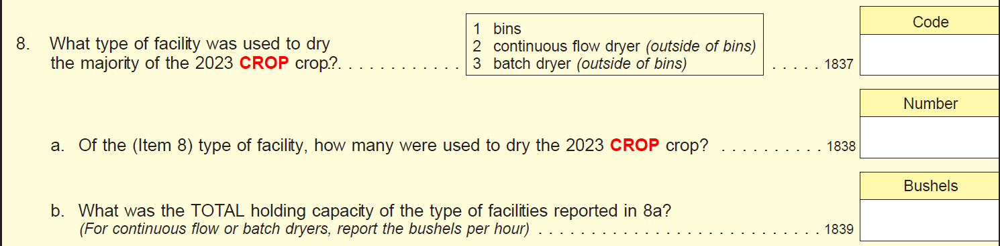 Code
1 bins
8. What type of facility was used to dry
2 continuous flow dryer (outside of bins)
the majority of the 2023 CROP crop?. . . . . . . . . . . . .
3 batch dryer (outside of bins) . . . . . 1837
Number
a. Of the (Item 8) type of facility, how many were used to dry the 2023 CROP crop? . . . . . . . . . . 1838
Bushels
b. What was the TOTAL holding capacity of the type of facilities reported in 8a?
(For continuous flow or batch dryers, report the bushels per hour) . . . . . . . . . . . . . . . . . . . . . . . . . . . 1839